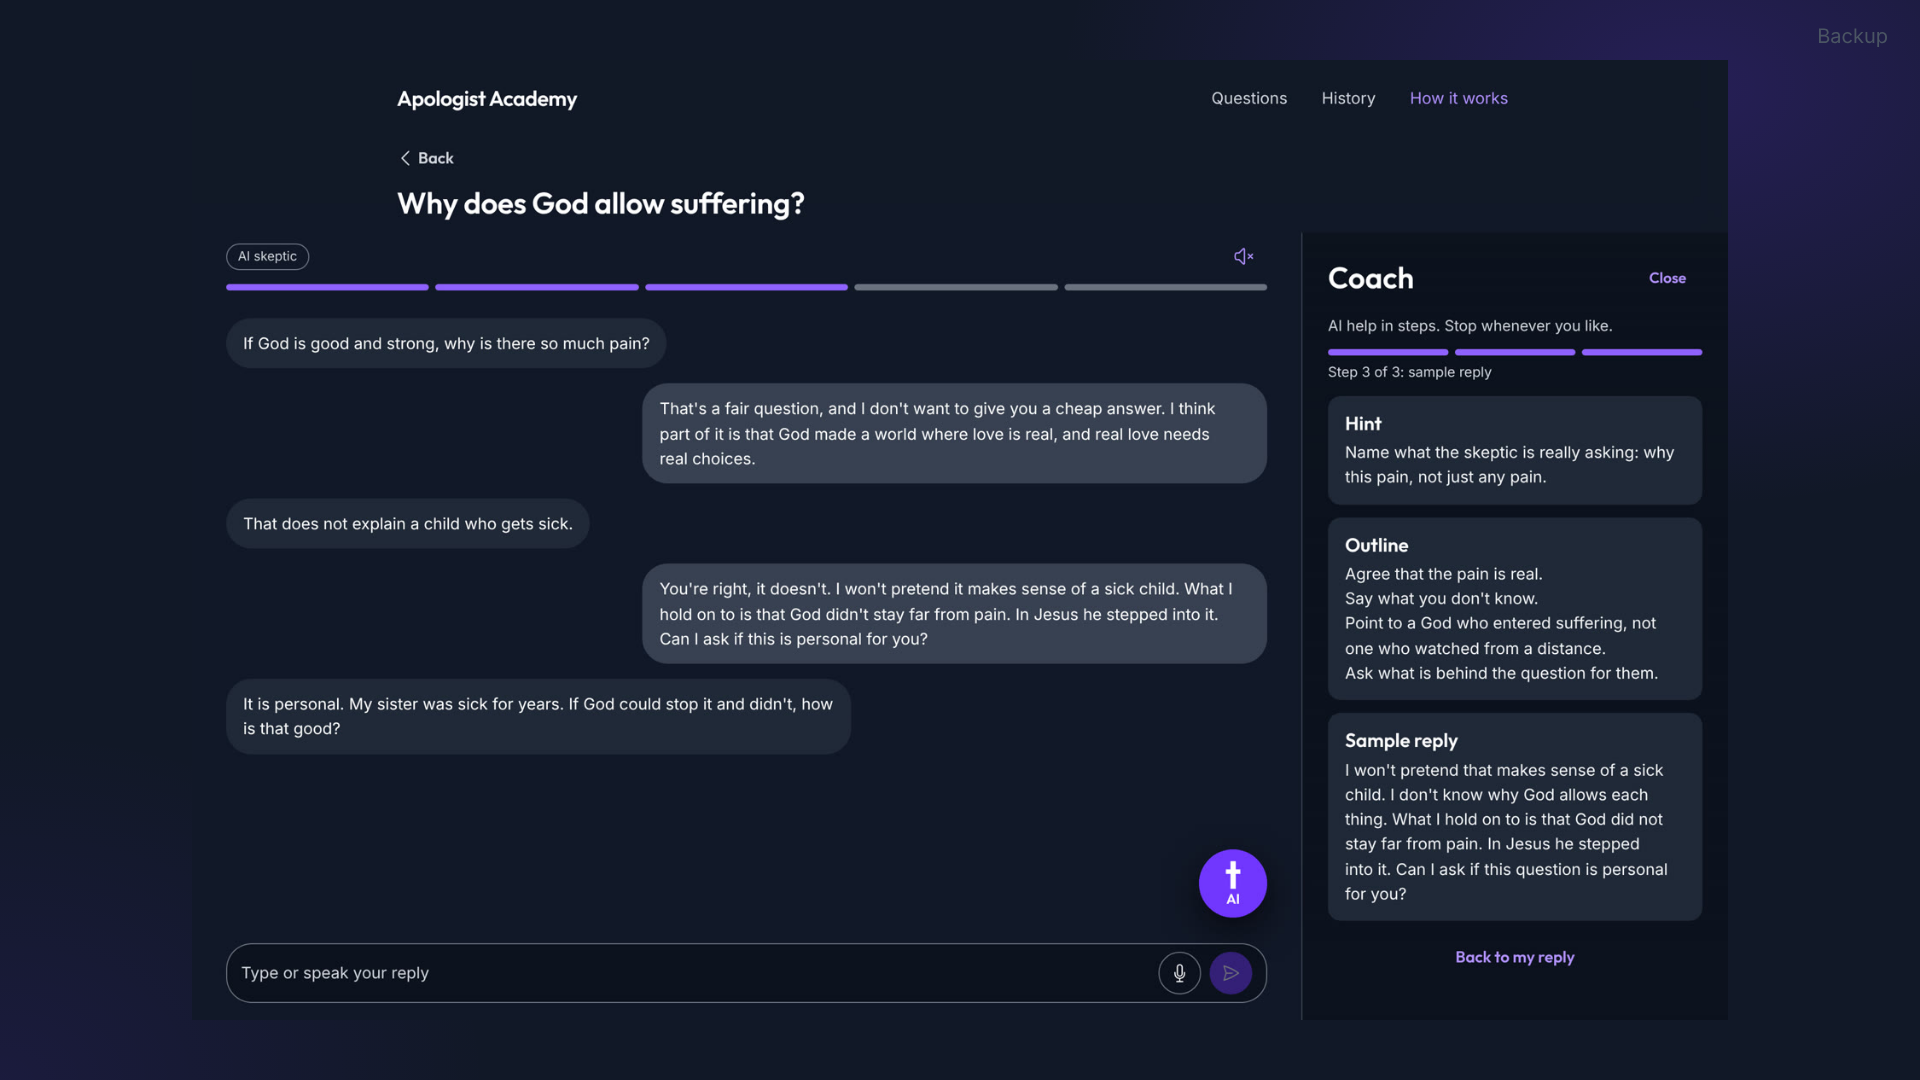 Backup
Apologist Academy
Questions
History
How it works
Back
Why does God allow suffering?
AI skeptic
If God is good and strong, why is there so much pain?
That's a fair question, and I don't want to give you a cheap answer. I think
part of it is that God made a world where love is real, and real love needs
real choices.
That does not explain a child who gets sick.
You're right, it doesn't. I won't pretend it makes sense of a sick child. What I
hold on to is that God didn't stay far from pain. In Jesus he stepped into it.
Can I ask if this is personal for you?
It is personal. My sister was sick for years. If God could stop it and didn't, how
is that good?
AI
Type or speak your reply
Coach
Close
AI help in steps. Stop whenever you like.
Step 3 of 3: sample reply
Hint
Name what the skeptic is really asking: why
this pain, not just any pain.
Outline
Agree that the pain is real.
Say what you don't know.
Point to a God who entered suffering, not
one who watched from a distance.
Ask what is behind the question for them.
Sample reply
I won't pretend that makes sense of a sick
child. I don't know why God allows each
thing. What I hold on to is that God did not
stay far from pain. In Jesus he stepped
into it. Can I ask if this question is personal
for you?
Back to my reply